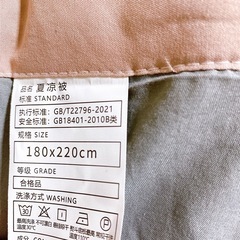 品名 夏凉被
标准 STANDARD
执行标准: GB/T22796-2021
安全标准: GB18401-2010B类
规格 SIZE
180x220cm
等级 GRADE
合格品
洗涤方式 WASHING